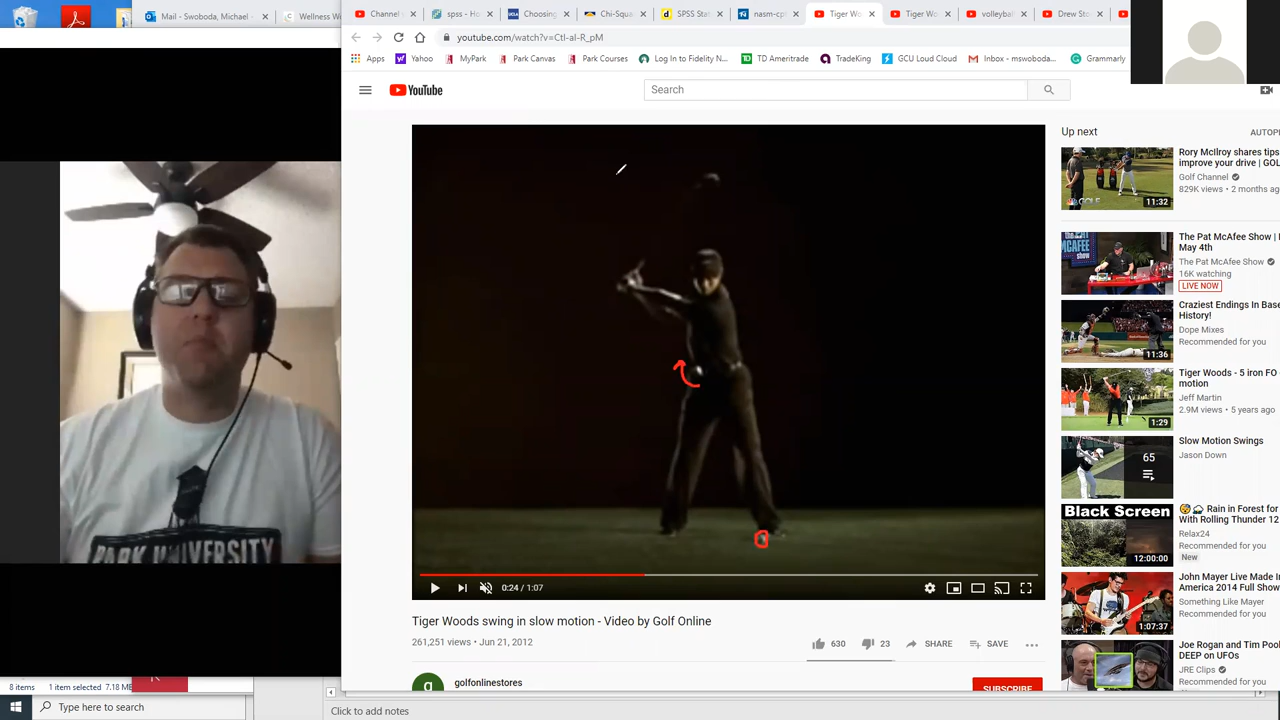 Mail - Swoboda, Michael -
Wellness W
Channel c
spss - H
Choosin
Chi-Squa
SPSS Stat
Tiger Wo
Tiger W
volleyball
Drew Sto
youtube.com/watch?v=Ctl-al-R_pM
Apps
Yahoo
MyPark
Park Canvas
Park Courses
Log In to Fidelity N...
TD Ameritrade
TradeKing
GCU Loud Cloud
Inbox - mswoboda...
Grammarly
YouTube
Search
Up next
AUTOP
Rory McIlroy shares tips
improve your drive | GOL
Golf Channel
829K views • 2 months ag
GOLF
11:32
The Pat McAfee Show |
May 4th
The Pat McAfee Show
16K watching
LIVE NOW
Craziest Endings In Base
History!
Dope Mixes
Recommended for you
11:36
Tiger Woods - 5 iron FO
motion
Jeff Martin
2.9M views • 5 years ago
1:29
Slow Motion Swings
Jason Down
65
Black Screen
Rain in Forest for
With Rolling Thunder 12
Relax24
Recommended for you
New
12:00:00
John Mayer Live Made In
America 2014 Full Show
Something Like Mayer
Recommended for you
1:07:37
Joe Rogan and Tim Pool
DEEP on UFOs
JRE Clips
Recommended for you
0:24 / 1:07
Tiger Woods swing in slow motion - Video by Golf Online
261,251 views • Jun 21, 2012
630
23
SHARE
SAVE
g
golfonlinestores
SUBSCRIBE
PARK UNIVERSITY
8 items
1 item selected
7.18 MB
Type here to search
Click to add notes